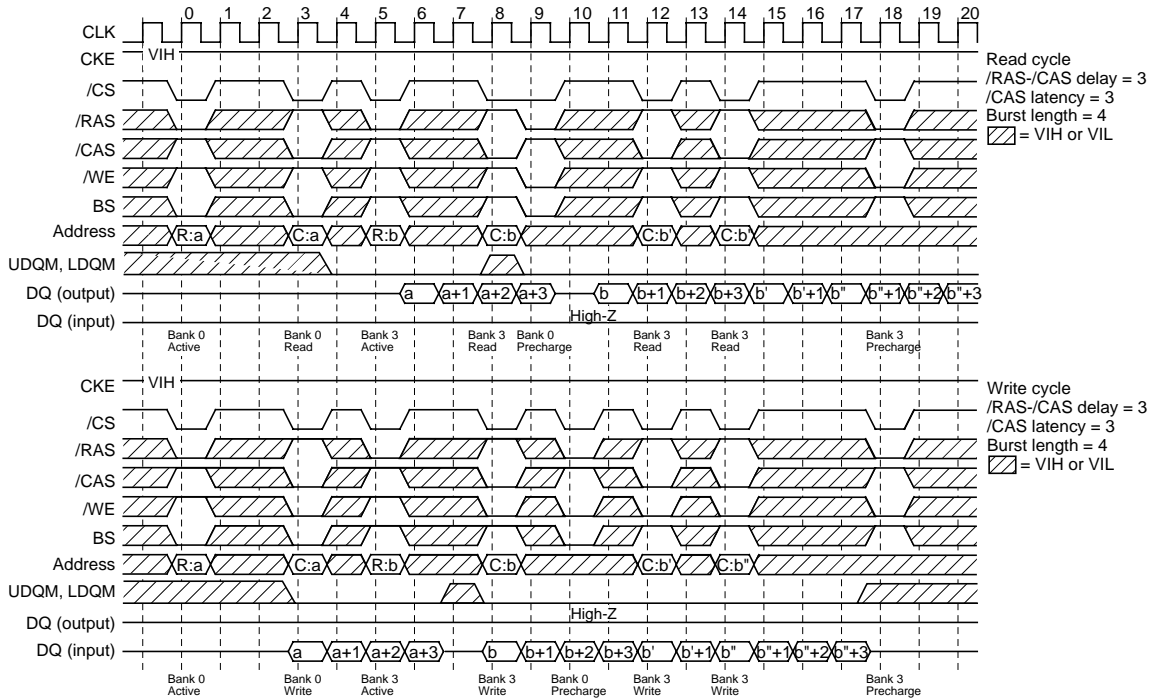 0 1 2 3 4 5 6 7 8 9 10 11 12 13 14 15 16 17 18 19 20
CLK
CKE VIH
/CS
/RAS
/CAS
/WE
BS
Address R:a C:a R:b C:b C:b' C:b"
UDQM, LDQM
DQ (output) a a+1 a+2 a+3 b b+1 b+2 b+3 b' b'+1 b" b"+1 b"+2 b"+3
DQ (input) High-Z
Bank 0 Active
Bank 0 Read
Bank 3 Active
Bank 3 Read
Bank 0 Precharge
Bank 3 Read
Bank 3 Read
Bank 3 Precharge
Read cycle
/RAS-/CAS delay = 3
/CAS latency = 3
Burst length = 4
= VIH or VIL
CKE VIH
/CS
/RAS
/CAS
/WE
BS
Address R:a C:a R:b C:b C:b' C:b"
UDQM, LDQM
DQ (output) High-Z
DQ (input) a a+1 a+2 a+3 b b+1 b+2 b+3 b' b'+1 b" b"+1 b"+2 b"+3
Bank 0 Active
Bank 0 Write
Bank 3 Active
Bank 3 Write
Bank 0 Precharge
Bank 3 Write
Bank 3 Write
Bank 3 Precharge
Write cycle
/RAS-/CAS delay = 3
/CAS latency = 3
Burst length = 4
= VIH or VIL